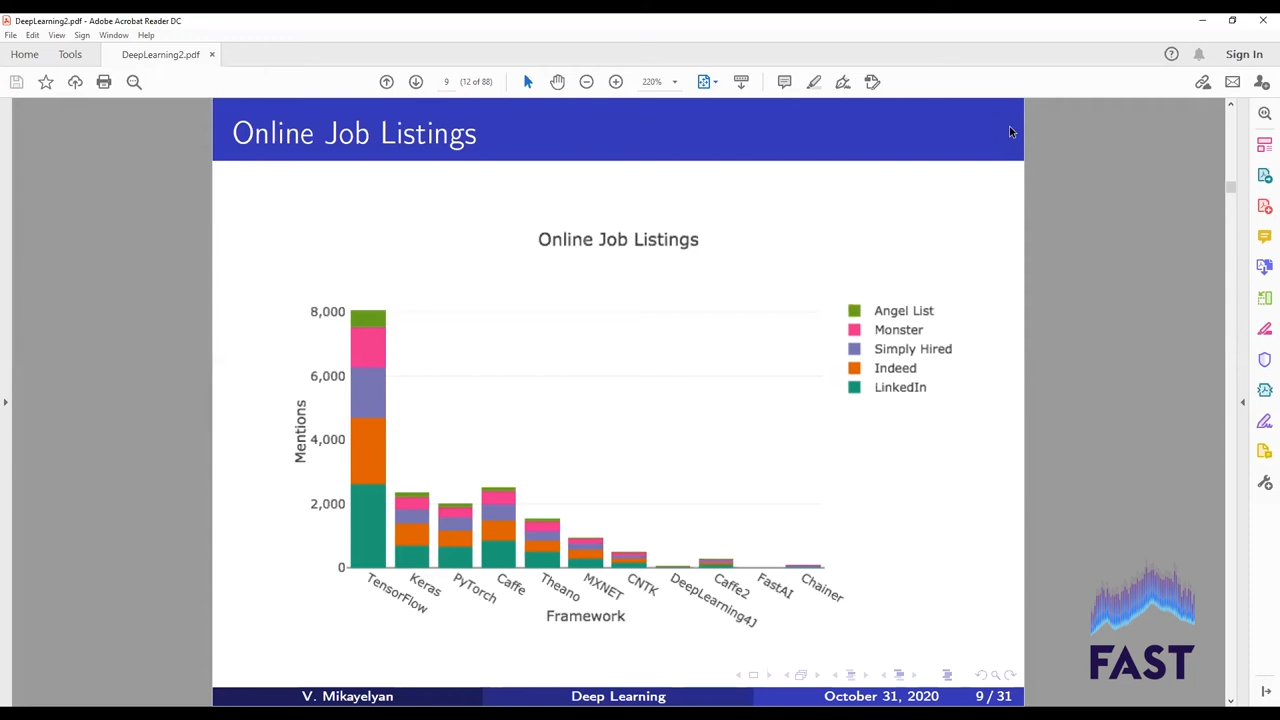 DeepLearning2.pdf - Adobe Acrobat Reader DC
File Edit View Sign Window Help
Home Tools DeepLearning2.pdf × Sign In
9 (12 of 88) 220%
Online Job Listings
Online Job Listings
8,000
6,000
4,000
2,000
0
Mentions
Angel List
Monster
Simply Hired
Indeed
LinkedIn
TensorFlow Keras PyTorch Caffe Theano MXNET CNTK DeepLearning4J Caffe2 FastAI Chainer
Framework
FAST
V. Mikayelyan Deep Learning October 31, 2020 9 / 31